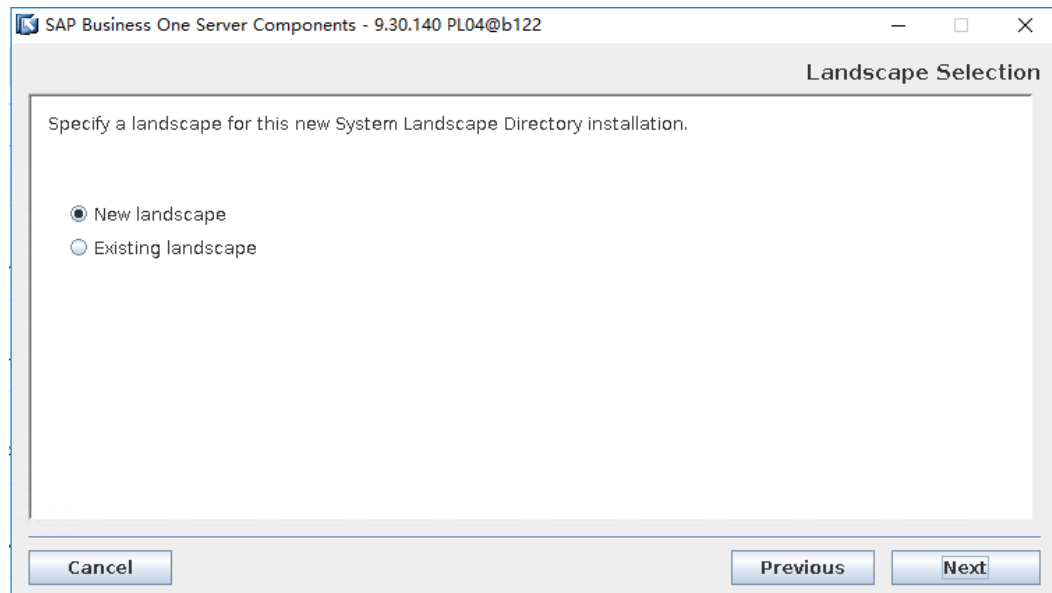 SAP Business One Server Components - 9.30.140 PL04@b122
Landscape Selection
Specify a landscape for this new System Landscape Directory installation.
New landscape
Existing landscape
Cancel
Previous
Next